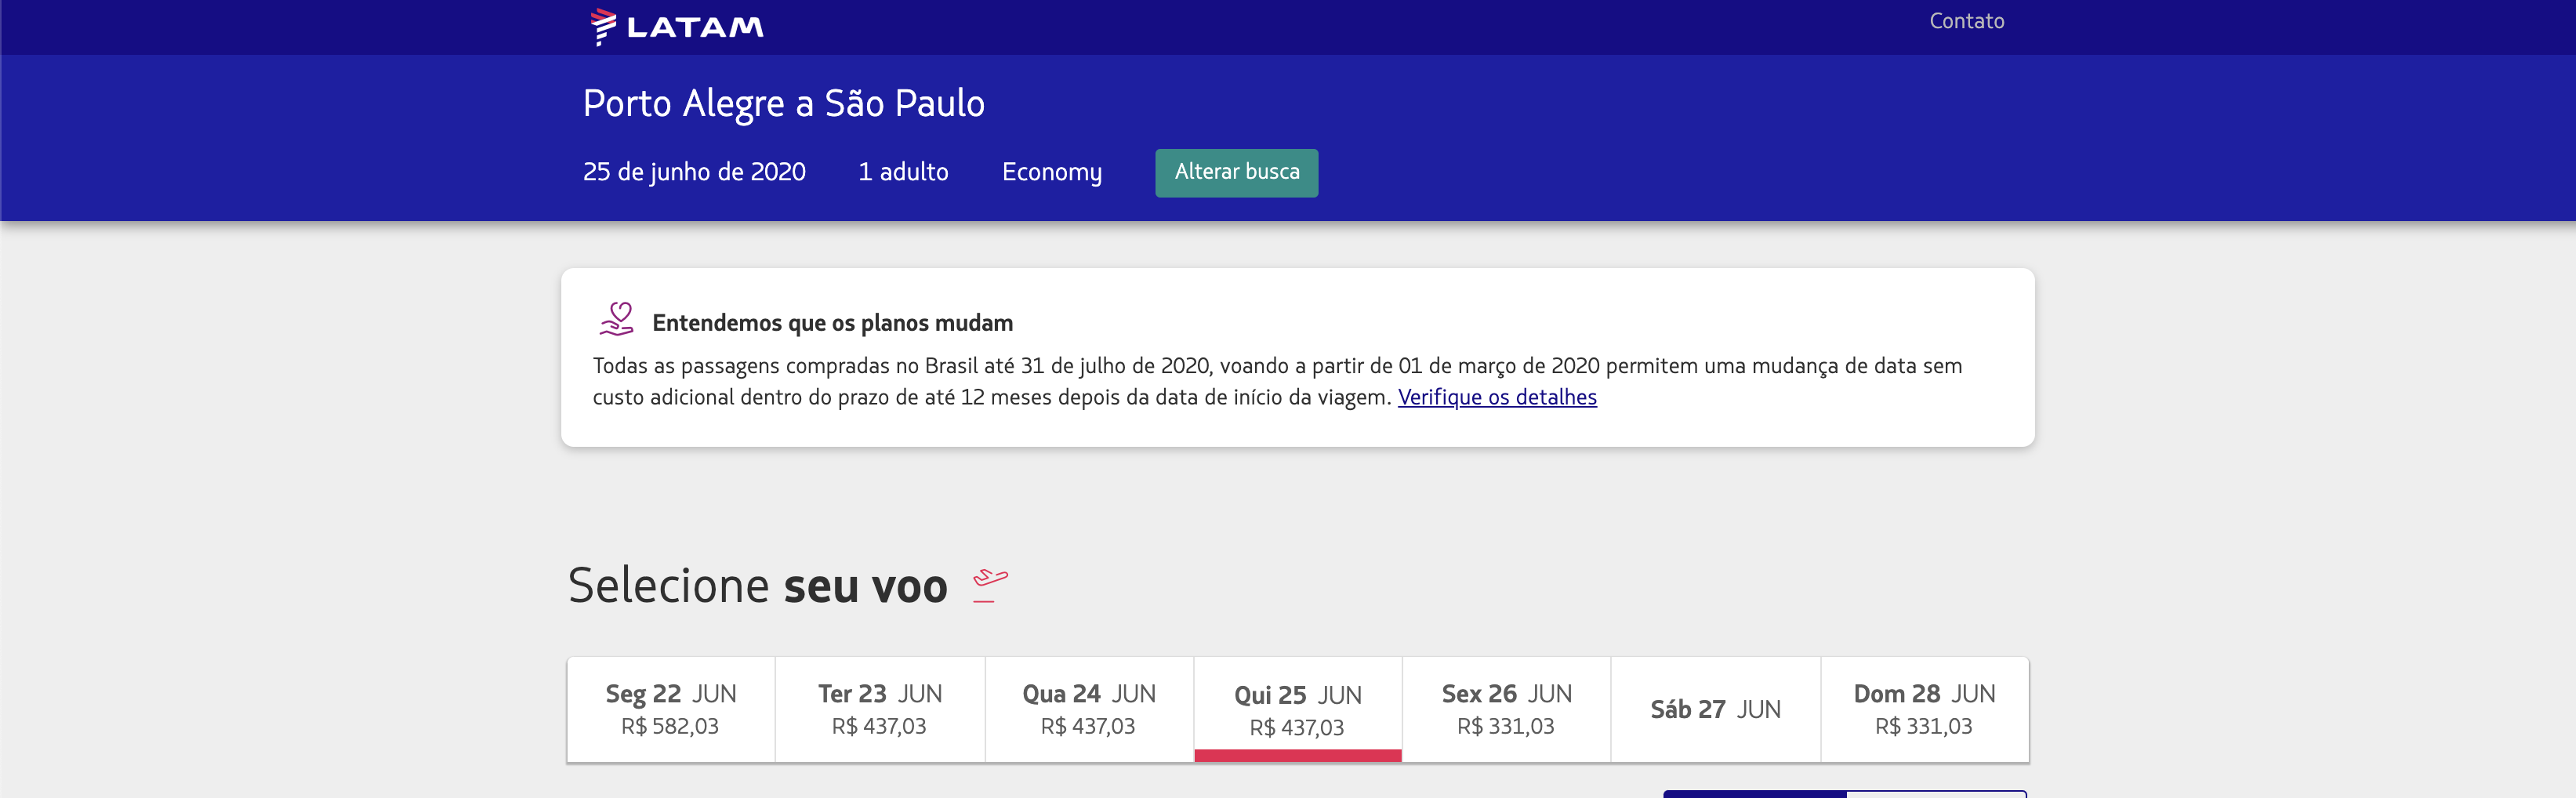 LATAM
Contato
Porto Alegre a São Paulo
25 de junho de 2020 1 adulto Economy Alterar busca
Entendemos que os planos mudam
Todas as passagens compradas no Brasil até 31 de julho de 2020, voando a partir de 01 de março de 2020 permitem uma mudança de data sem
custo adicional dentro do prazo de até 12 meses depois da data de início da viagem. Verifique os detalhes
Selecione seu voo
Seg 22 JUN
R$ 582,03
Ter 23 JUN
R$ 437,03
Qua 24 JUN
R$ 437,03
Qui 25 JUN
R$ 437,03
Sex 26 JUN
R$ 331,03
Sáb 27 JUN
Dom 28 JUN
R$ 331,03